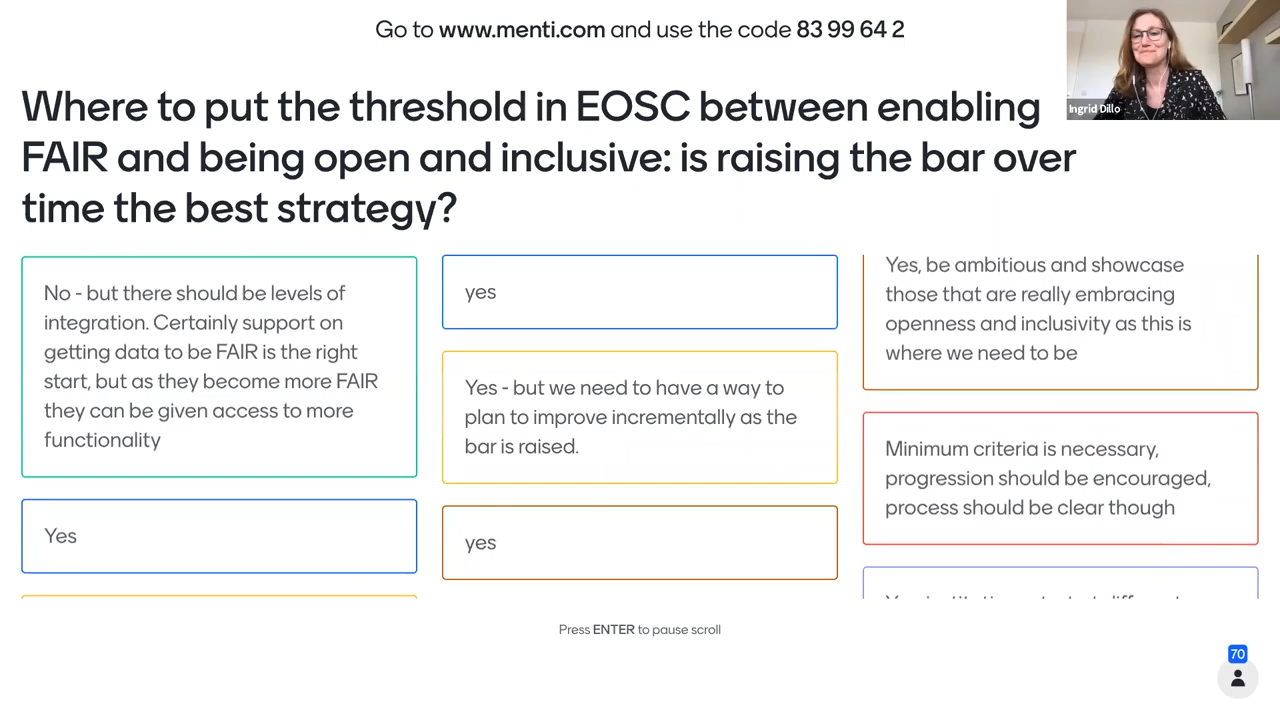 Go to www.menti.com and use the code 83 99 64 2
Ingrid Dillo
Where to put the threshold in EOSC between enabling
FAIR and being open and inclusive: is raising the bar over
time the best strategy?
No - but there should be levels of
integration. Certainly support on
getting data to be FAIR is the right
start, but as they become more FAIR
they can be given access to more
functionality
Yes
yes
Yes - but we need to have a way to
plan to improve incrementally as the
bar is raised.
yes
Yes, be ambitious and showcase
those that are really embracing
openness and inclusivity as this is
where we need to be
Minimum criteria is necessary,
progression should be encouraged,
process should be clear though
Press ENTER to pause scroll
70